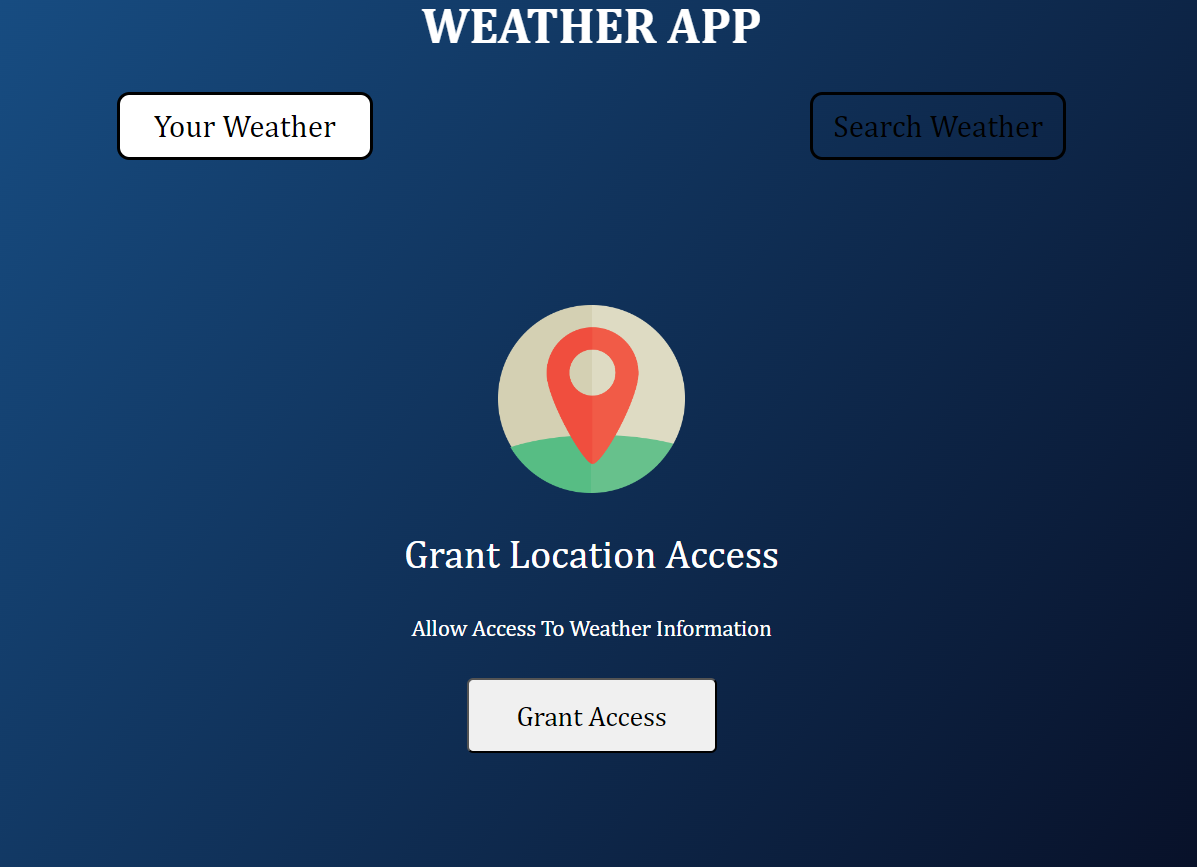 WEATHER APP
Your Weather
Search Weather
Grant Location Access
Allow Access To Weather Information
Grant Access